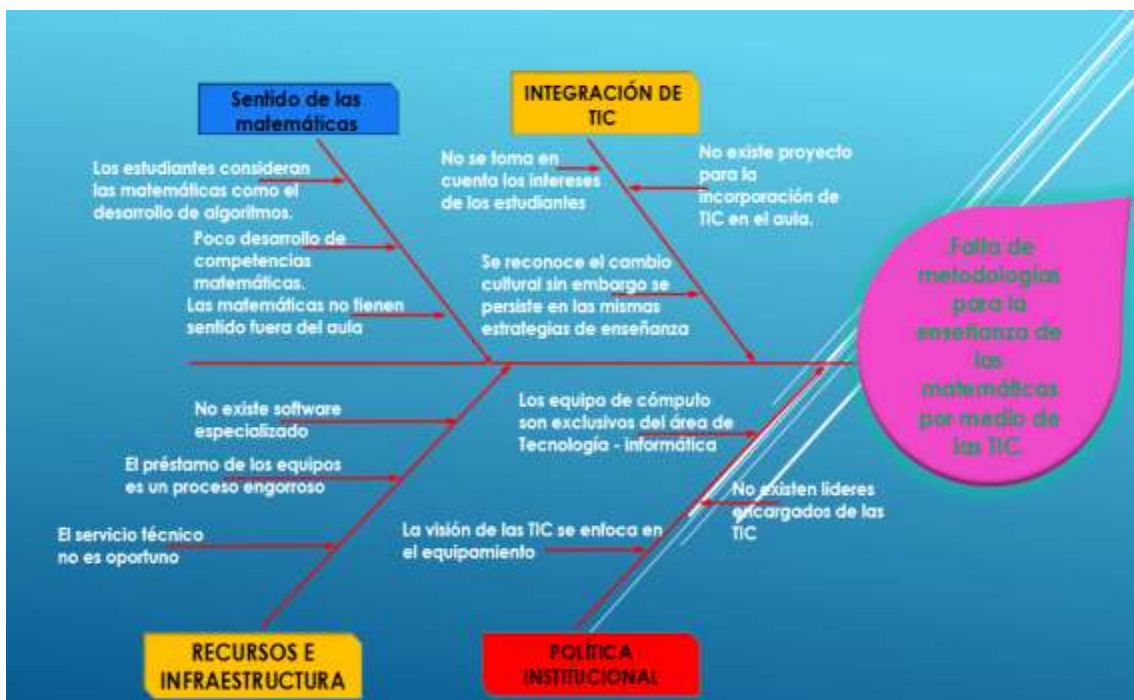 Sentido de las
matemáticas
INTEGRACIÓN DE
TIC
Los estudiantes consideran
las matemáticas como el
desarrollo de algoritmos.
Poco desarrollo de
competencias
matemáticas.
Las matemáticas no tienen
sentido fuera del aula
No se toma en
cuenta los intereses
de los estudiantes
No existe proyecto
para la
incorporación de
TIC en el aula.
Se reconoce el cambio
cultural sin embargo se
persiste en las mismas
estrategias de enseñanza
.Falta de
metodologías
para la
enseñanza de
las
matemáticas
por medio de
las TIC.
No existe software
especializado
El préstamo de los equipos
es un proceso engorroso
El servicio técnico
no es oportuno
Los equipo de cómputo
son exclusivos del área de
Tecnología - informática
No existen lideres
encargados de las
TIC
La visión de las TIC se enfoca en
el equipamiento
RECURSOS E
INFRAESTRUCTURA
POLÍTICA
INSTITUCIONAL